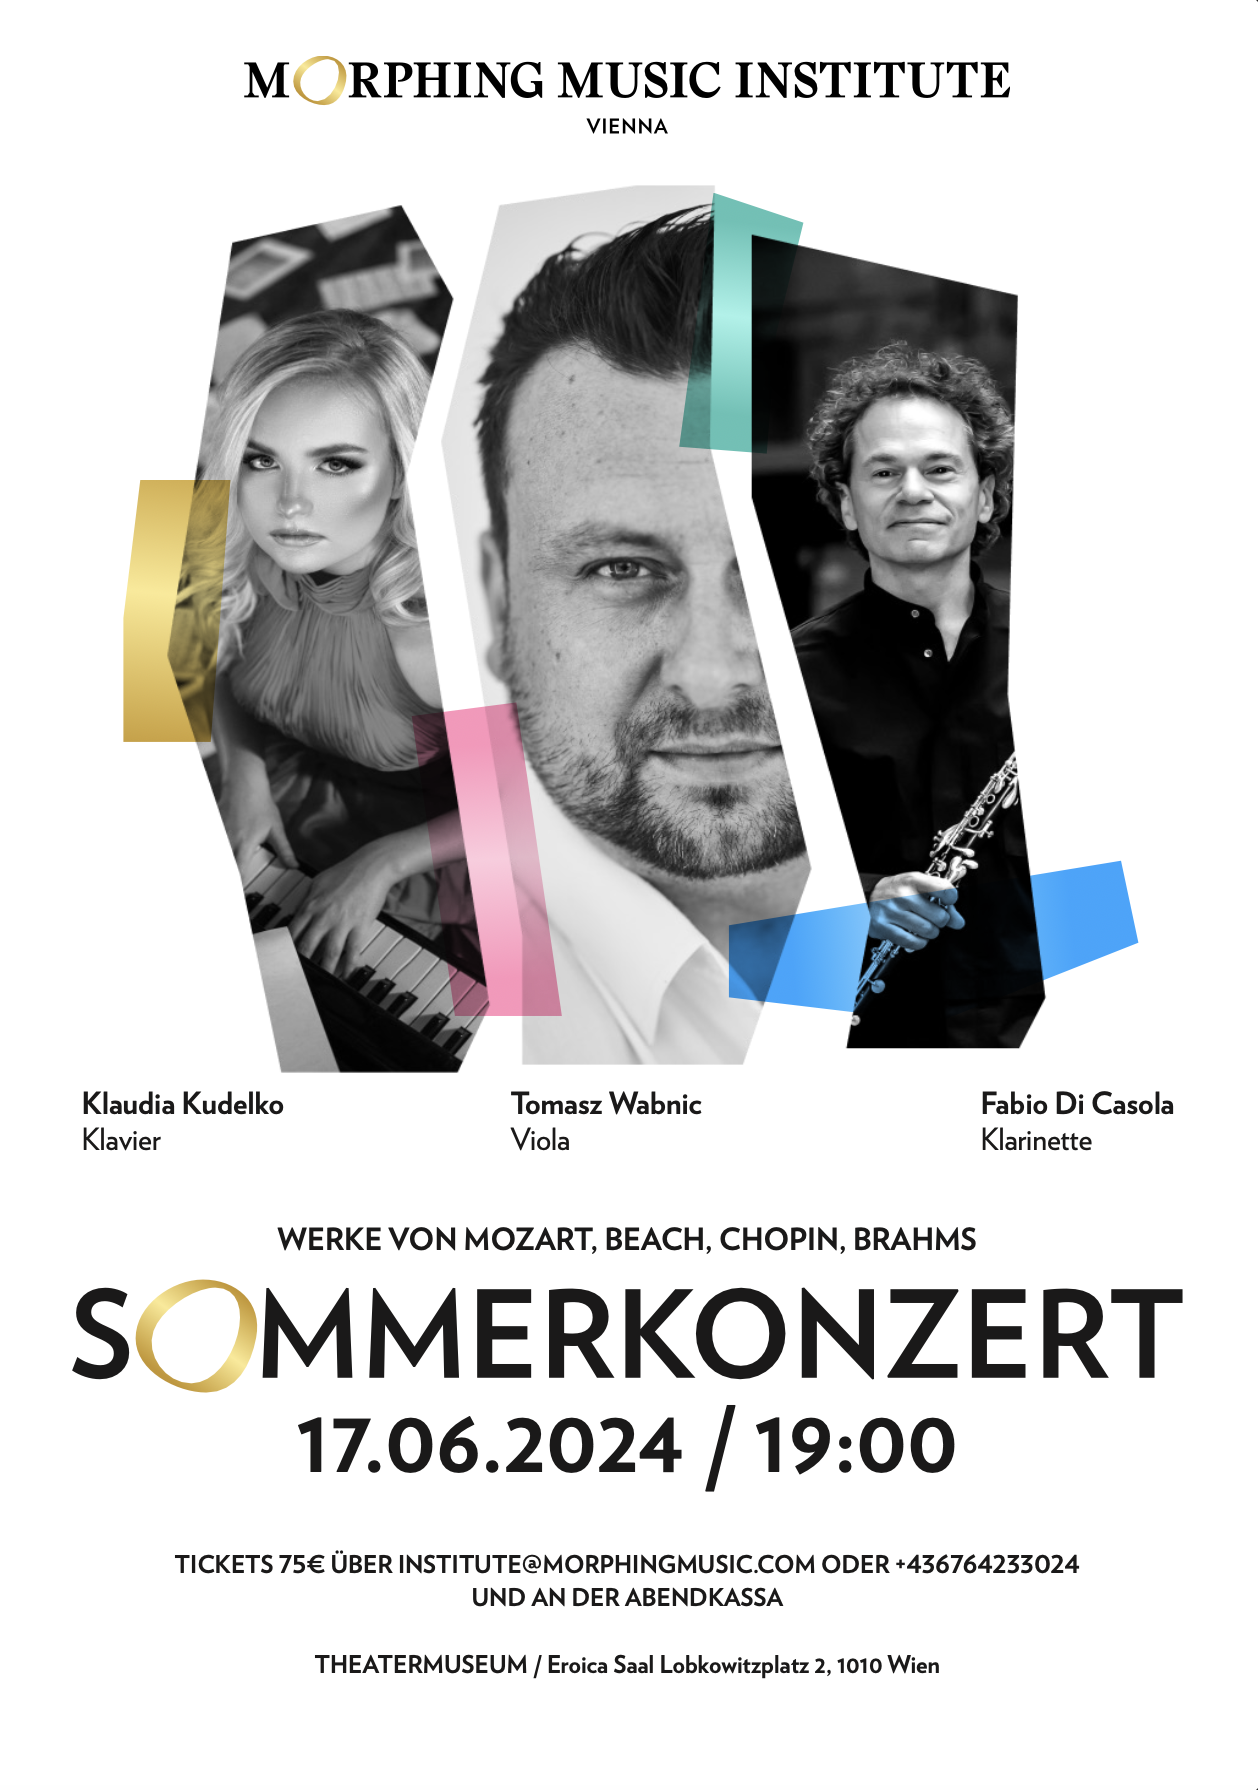 MORPHING MUSIC INSTITUTE
VIENNA
Klaudia Kudelko
Klavier
Tomasz Wabnic
Viola
Fabio Di Casola
Klarinette
WERKE VON MOZART, BEACH, CHOPIN, BRAHMS
SOMMERKONZERT
17.06.2024 / 19:00
TICKETS 75€ ÜBER INSTITUTE@MORPHINGMUSIC.COM ODER +436764233024
UND AN DER ABENDKASSA
THEATERMUSEUM / Eroica Saal Lobkowitzplatz 2, 1010 Wien